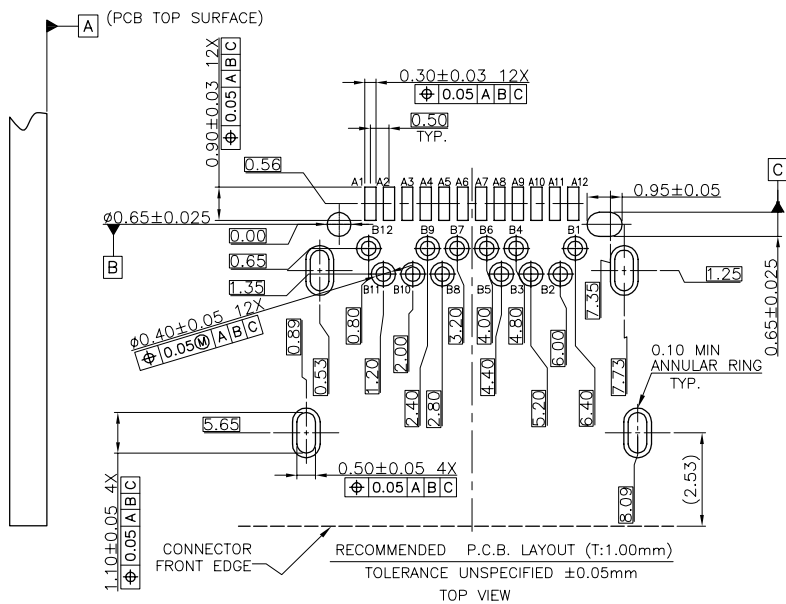 A (PCB TOP SURFACE)
0.90±0.03 12X
⌖ 0.05 A B C
0.30±0.03 12X
⌖ 0.05 A B C
0.50
TYP.
0.56
A1 A2 A3 A4 A5 A6 A7 A8 A9 A10 A11 A12
C
0.95±0.05
ø0.65±0.025
B
0.00
B12 B9 B7 B6 B4 B1
0.65
1.35
B11 B10 B8 B5 B3 B2
1.25
0.65±0.025
ø0.40±0.05 12X
⌖ 0.05Ⓜ A B C
0.89
0.53
0.80
1.20
2.00
2.40
2.80
3.20
4.00
4.40
4.80
5.20
6.00
6.40
7.35
7.73
0.10 MIN
ANNULAR RING
TYP.
5.65
0.50±0.05 4X
⌖ 0.05 A B C
1.10±0.05 4X
⌖ 0.05 A B C
8.09
(2.53)
CONNECTOR
FRONT EDGE
RECOMMENDED P.C.B. LAYOUT (T:1.00mm)
TOLERANCE UNSPECIFIED ±0.05mm
TOP VIEW